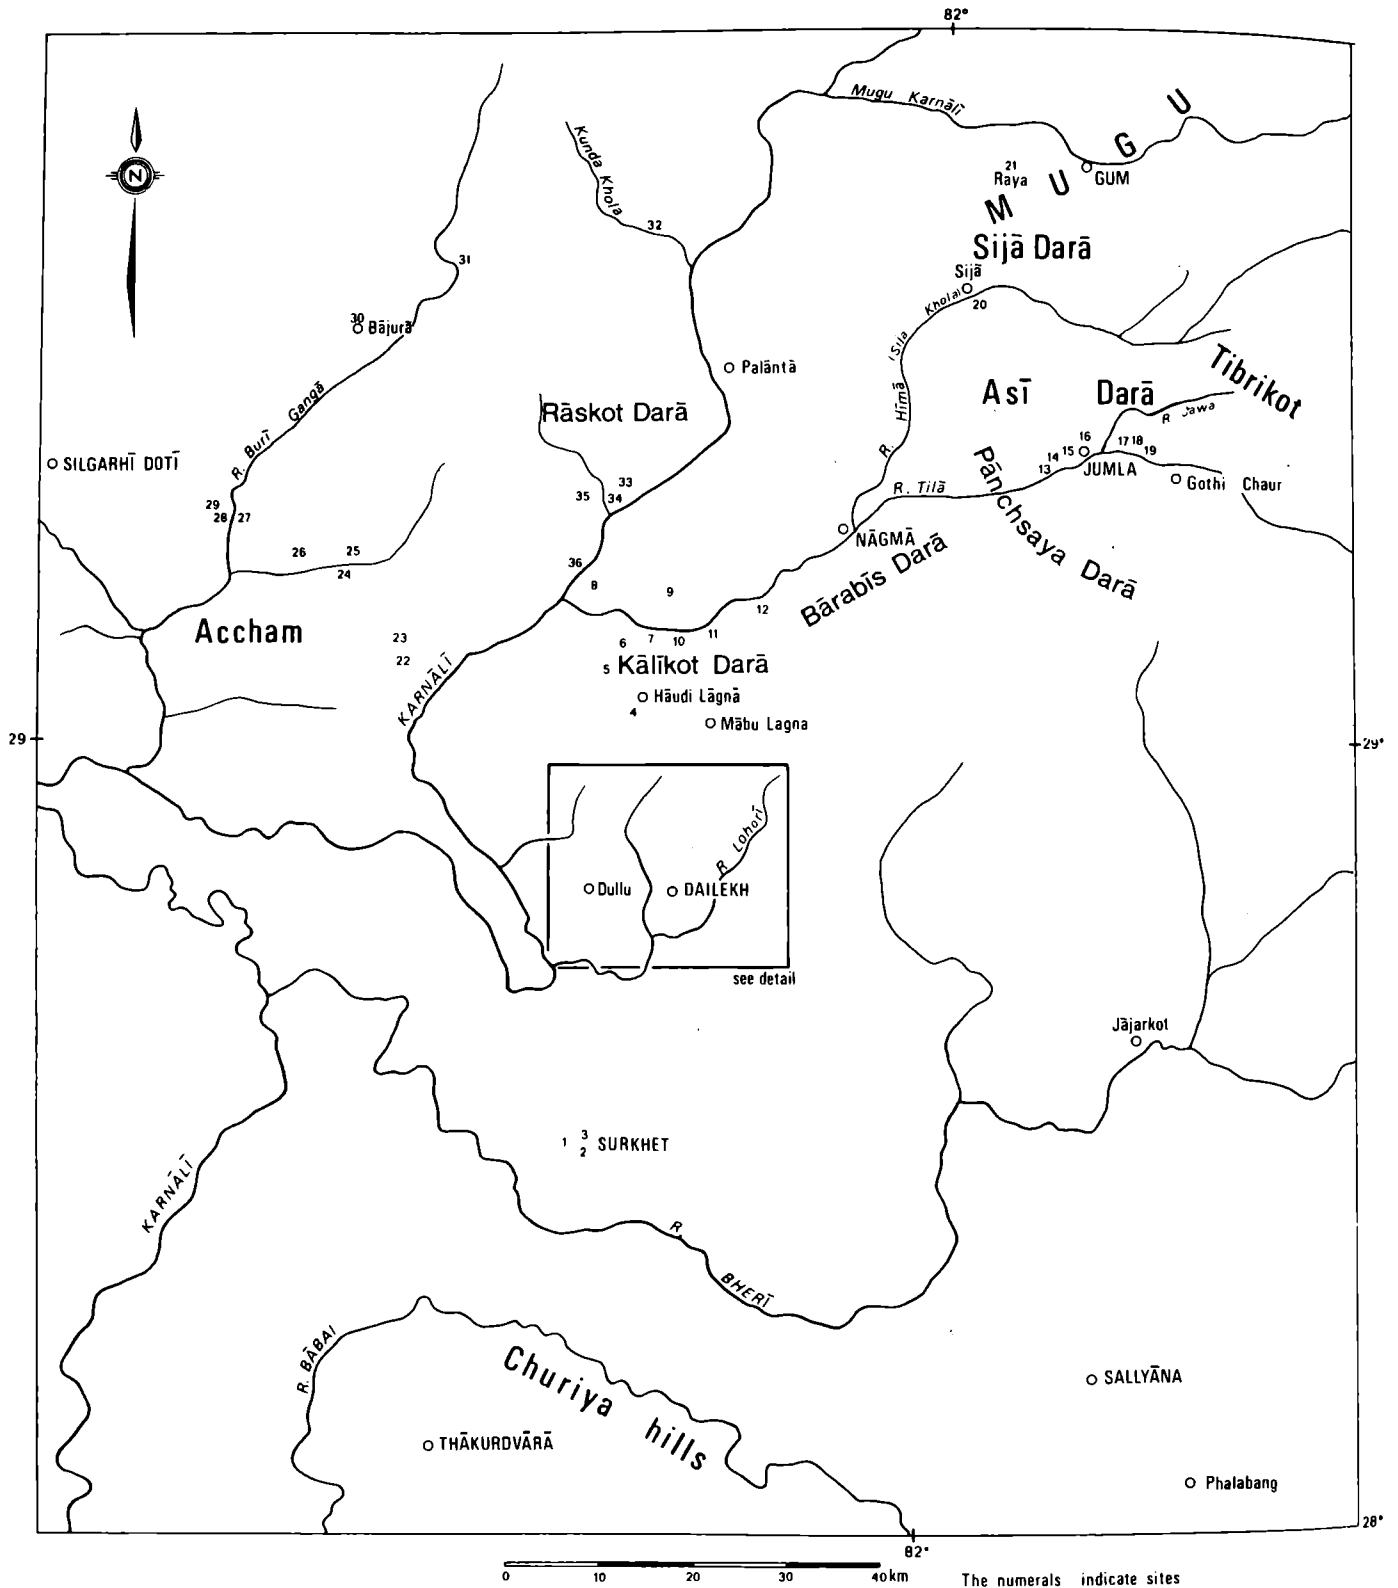 82°
Mugu Karnālī
MUGU
21
Raya
GUM
Kunda Khola
32
Sijā Darā
Sijā
20
31
30
Bājurā
R. Burī Gangā
Palāntā
R. Himā (Sila Khola)
Asī Darā
Tibrikot
Rāskot Darā
R Jawa
SILGARHĪ DOTĪ
16
17 18
14 15
19
13
JUMLA
Gothi Chaur
33
35
34
R. Tilā
Pānchsaya Darā
29
28 27
NĀGMĀ
26
25
24
36
8
9
12
Bārabīs Darā
Accham
23
22
6
7
10
11
5
Kālīkot Darā
KARNĀLĪ
Hāudi Lāgnā
4
Mābu Lagna
29
29°
R Lohorī
Dullu
DAILEKH
see detail
Jājarkot
1
3
2
SURKHET
KARNĀLĪ
R. BHERĪ
R. BĀBAI
Churiya hills
SALLYĀNA
THĀKURDVĀRĀ
Phalabang
28°
82°
0 10 20 30 40km
The numerals indicate sites
N